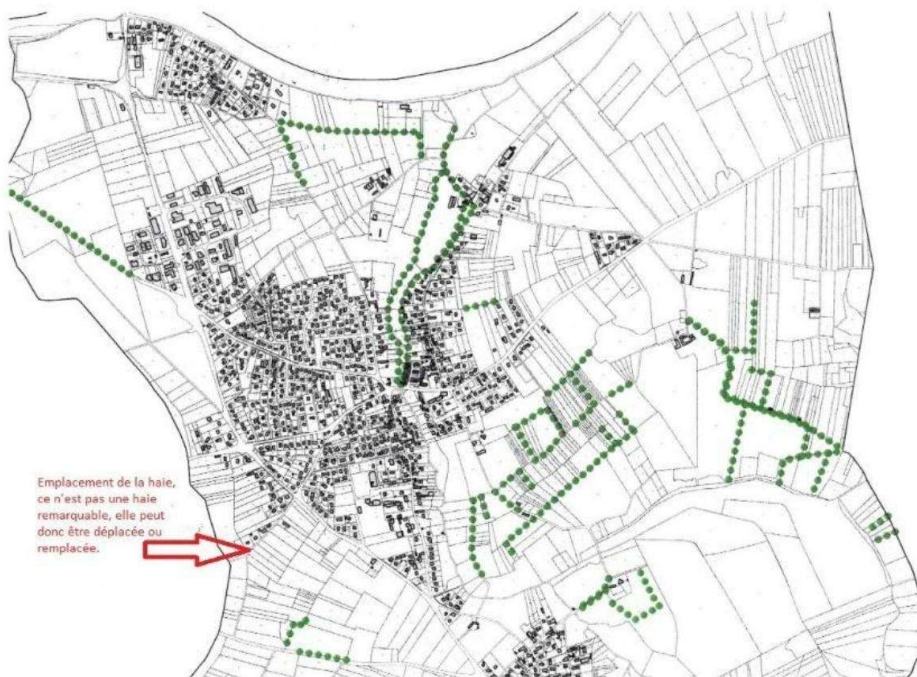 Emplacement de la haie,
ce n'est pas une haie
remarquable, elle peut
donc être déplacée ou
remplacée.